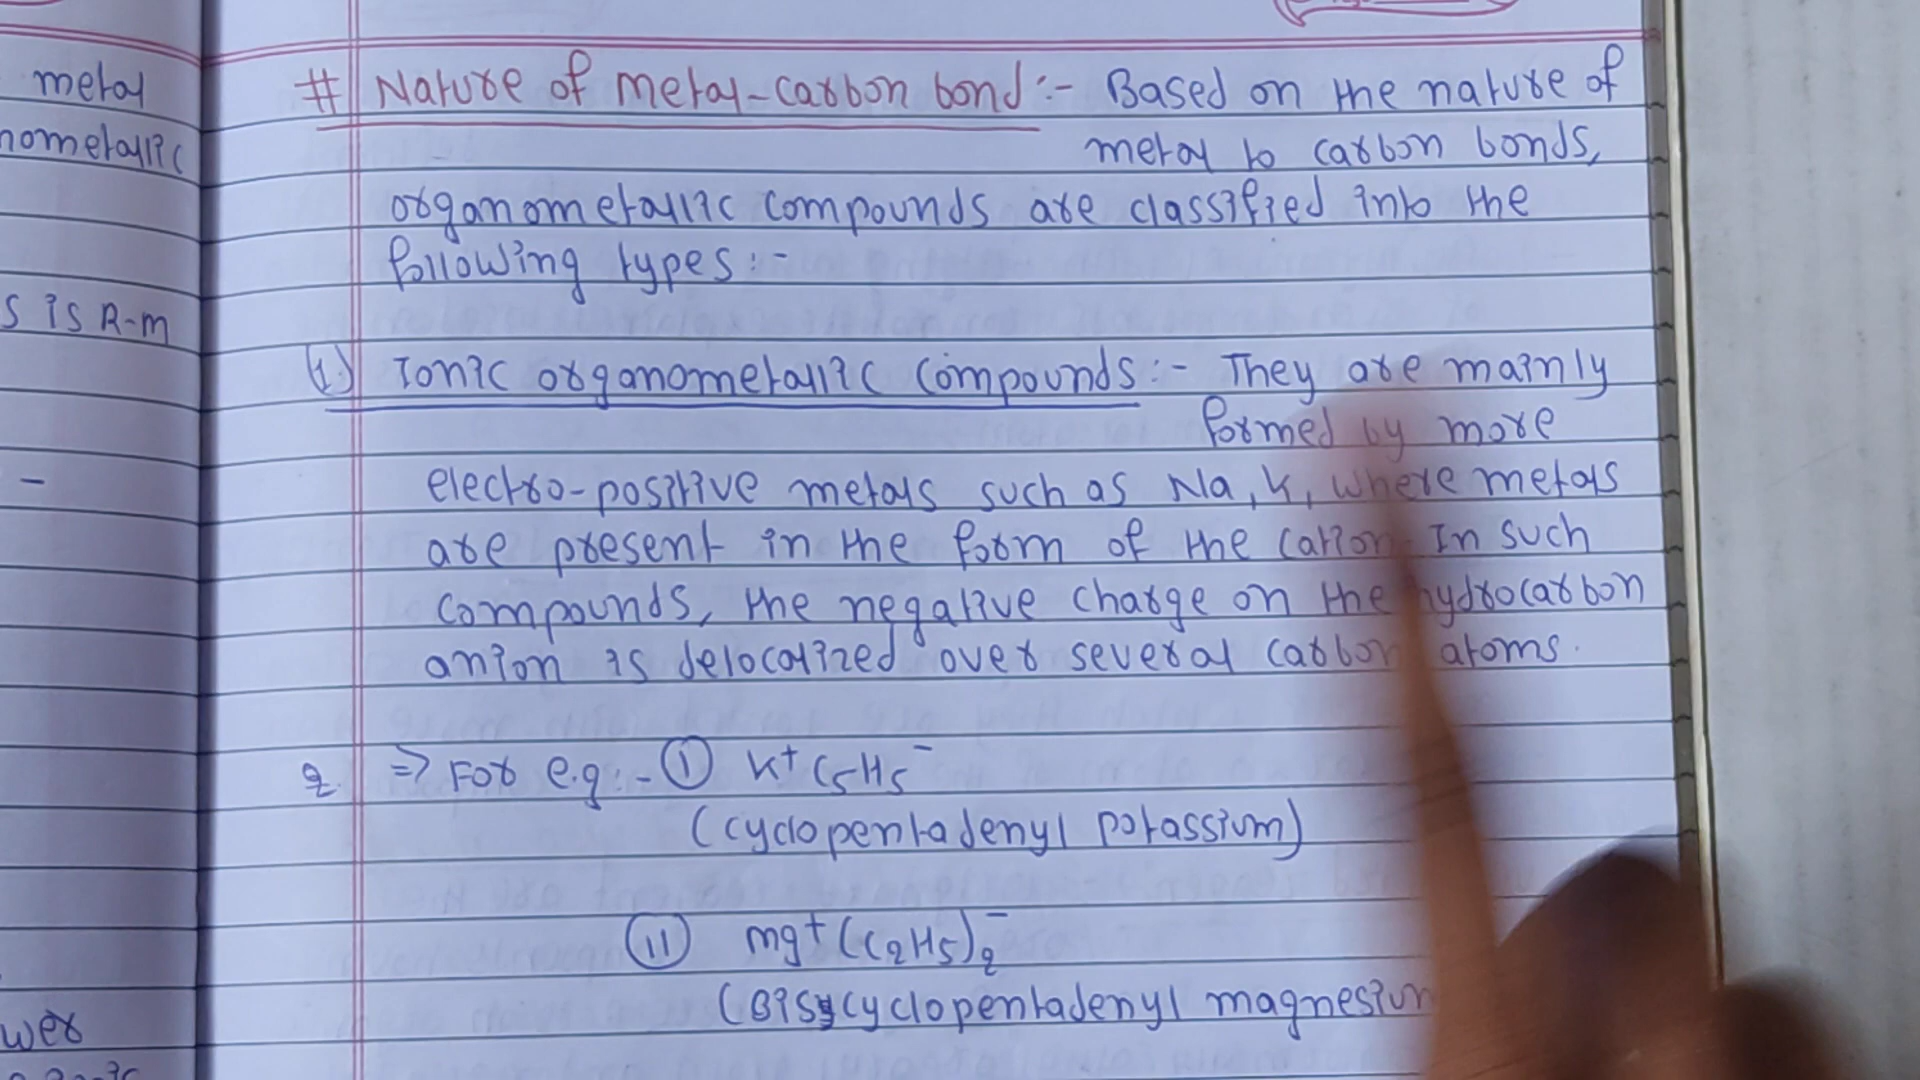 metal
nometallic
s is R-m
-
wer
# Nature of metal-carbon bond :- Based on the nature of
metal to carbon bonds,
organometallic compounds are classified into the
following types :-
(1.) Ionic organometallic compounds :- They are mainly
formed by more
electro-positive metals such as Na, K, where metals
are present in the form of the cation. In such
compounds, the negative charge on the hydrocarbon
anion is delocalized over several carbon atoms.
2. => For e.g :- (i) K⁺ C₅H₅⁻
(cyclopentadenyl potassium)
(ii) mg⁺(C₂H₅)₂⁻
(Bis cyclopentadenyl magnesium